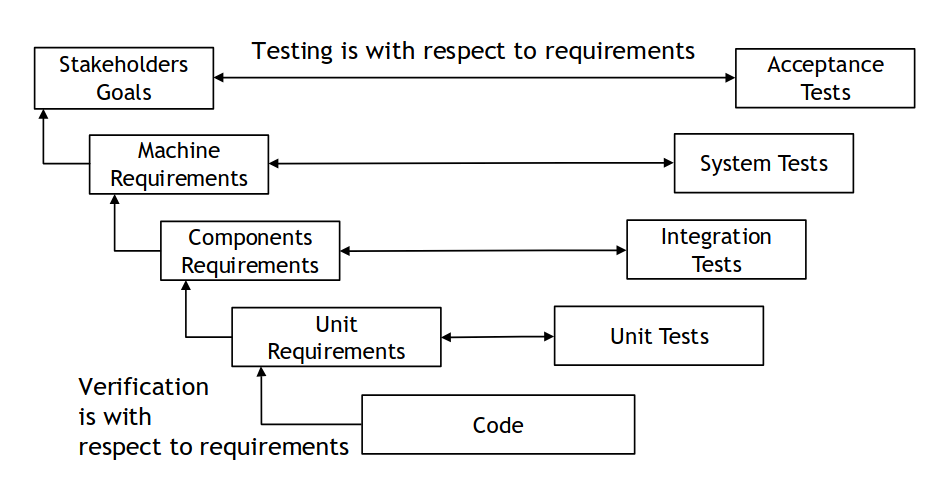 Testing is with respect to requirements
Stakeholders
Goals
Acceptance
Tests
Machine
Requirements
System Tests
Components
Requirements
Integration
Tests
Unit
Requirements
Unit Tests
Verification
is with
respect to requirements
Code